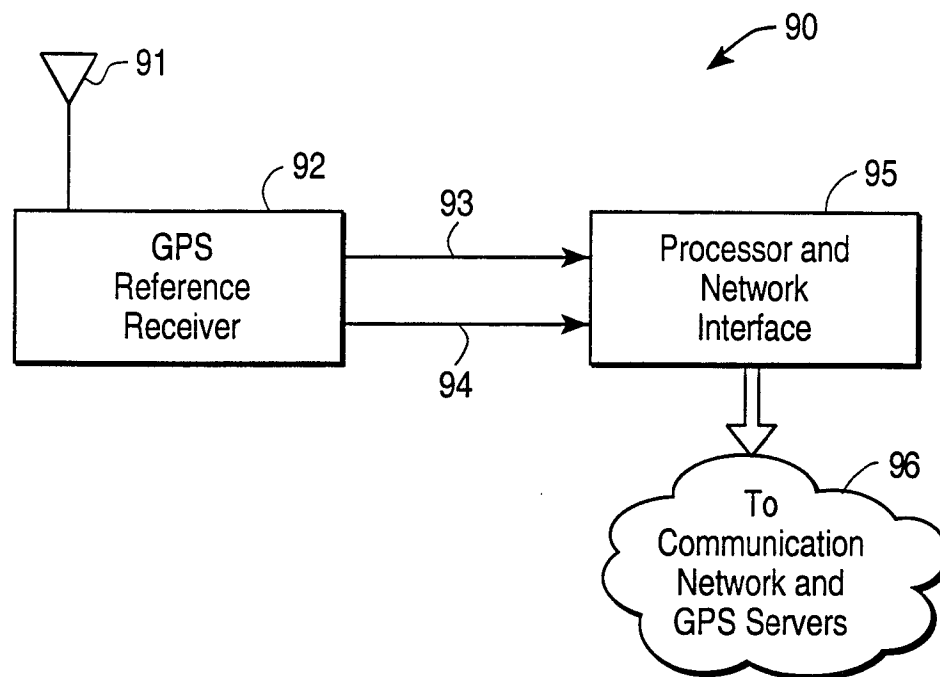 90
91
92
93
95
GPS
Reference
Receiver
Processor and
Network
Interface
94
96
To
Communication
Network and
GPS Servers